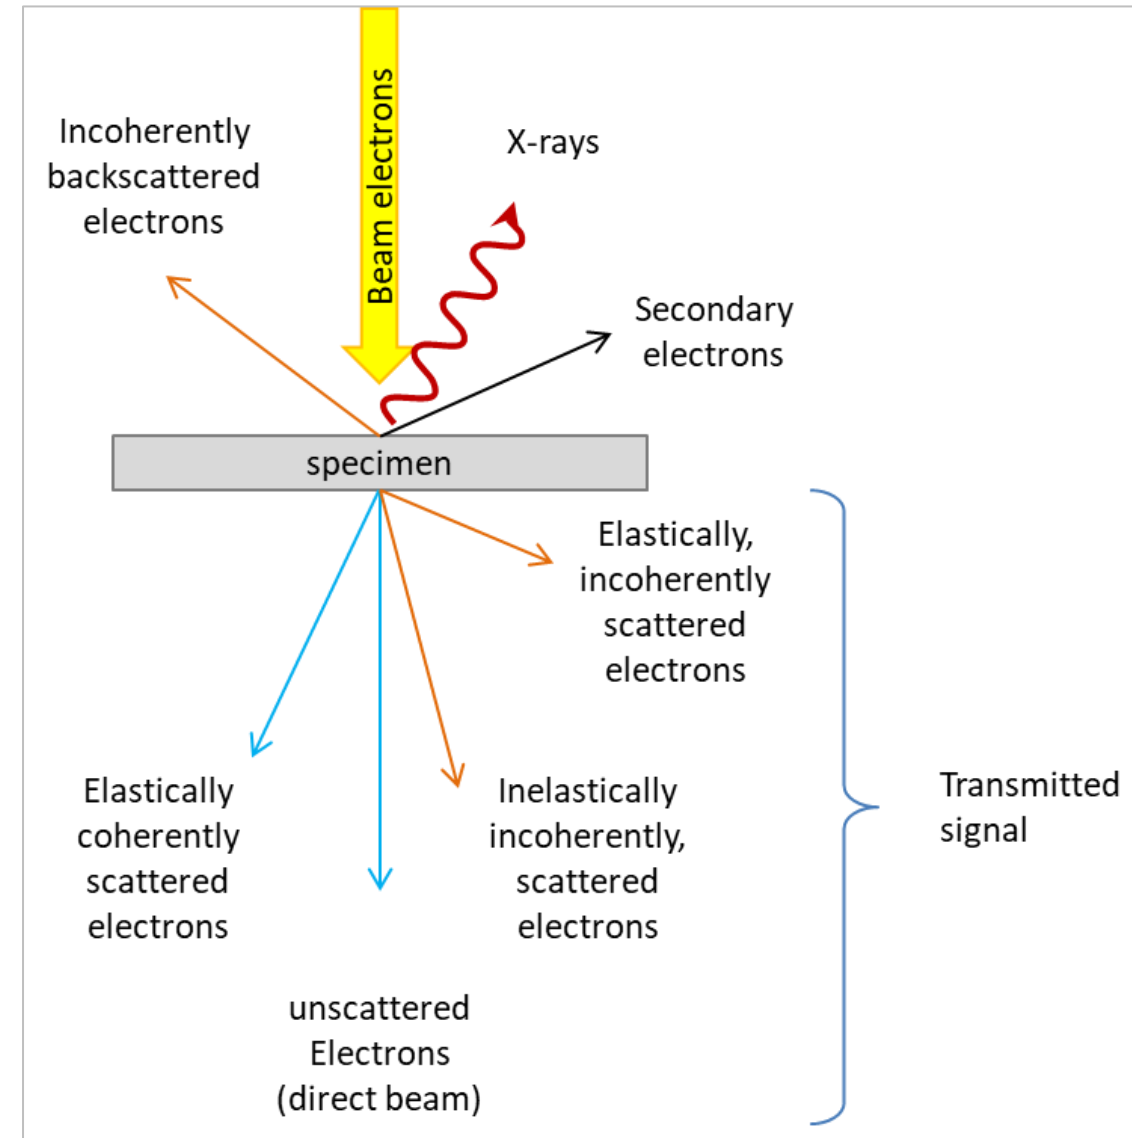 Beam electrons
Incoherently
backscattered
electrons
X-rays
Secondary
electrons
specimen
Elastically,
incoherently
scattered
electrons
Elastically
coherently
scattered
electrons
Inelastically
incoherently,
scattered
electrons
unscattered
Electrons
(direct beam)
Transmitted
signal